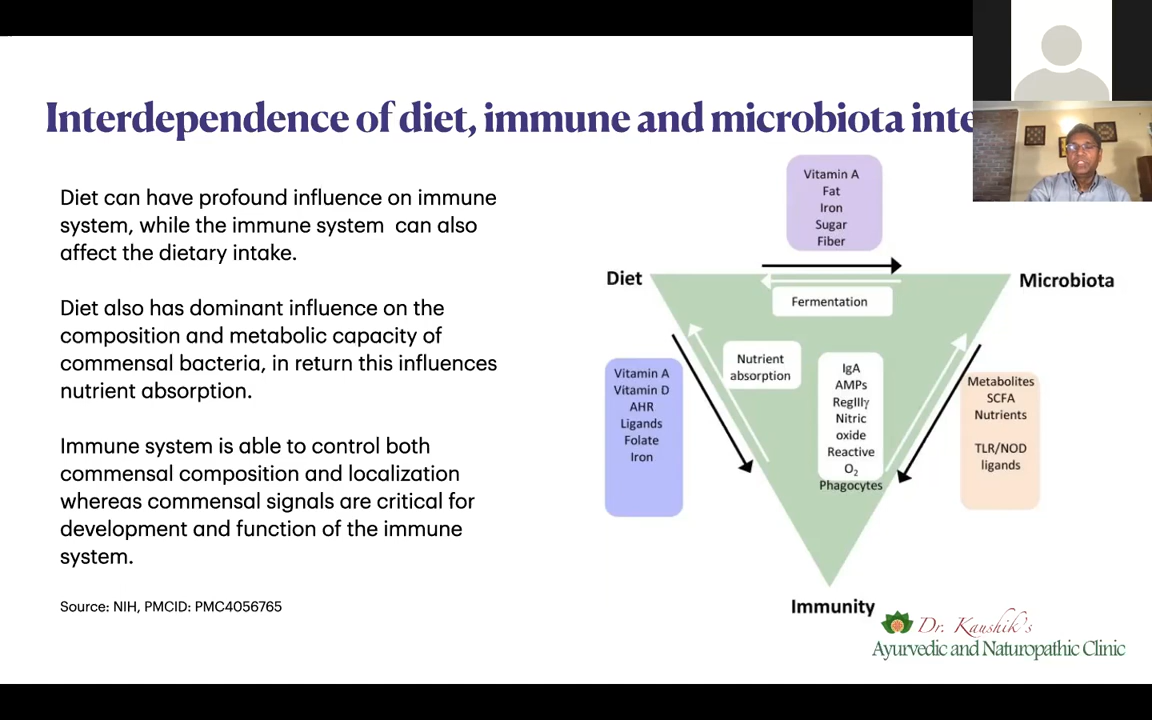 Interdependence of diet, immune and microbiota inte
Diet can have profound influence on immune
system, while the immune system can also
affect the dietary intake.
Diet also has dominant influence on the
composition and metabolic capacity of
commensal bacteria, in return this influences
nutrient absorption.
Immune system is able to control both
commensal composition and localization
whereas commensal signals are critical for
development and function of the immune
system.
Source: NIH, PMCID: PMC4056765
Vitamin A
Fat
Iron
Sugar
Fiber
Diet
Microbiota
Fermentation
Nutrient
absorption
IgA
AMPs
RegIIIγ
Nitric
oxide
Reactive
O₂
Phagocytes
Vitamin A
Vitamin D
AHR
Ligands
Folate
Iron
Metabolites
SCFA
Nutrients
TLR/NOD
ligands
Immunity
Dr. Kaushik's
Ayurvedic and Naturopathic Clinic